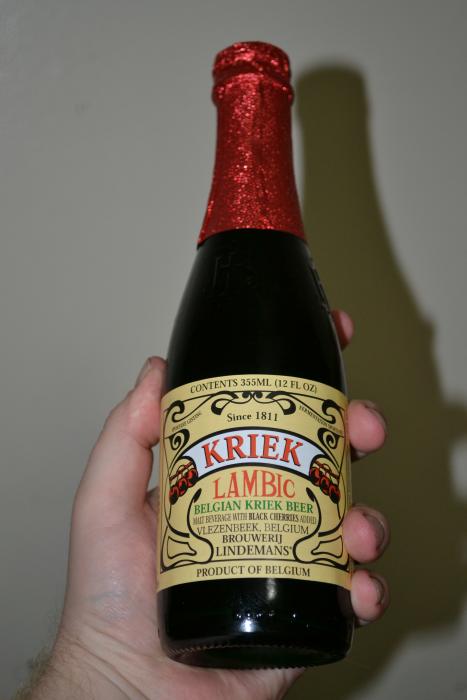 CONTENTS 355ML (12 FL OZ)
Since 1811
KRIEK
LAMBIC
BELGIAN KRIEK BEER
MALT BEVERAGE WITH BLACK CHERRIES ADDED
VLEZENBEEK, BELGIUM
BROUWERIJ
LINDEMANS®
PRODUCT OF BELGIUM